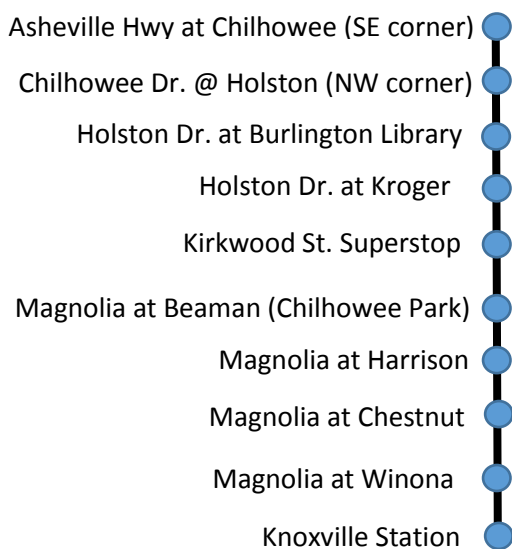 Asheville Hwy at Chilhowee (SE corner)
Chilhowee Dr. @ Holston (NW corner)
Holston Dr. at Burlington Library
Holston Dr. at Kroger
Kirkwood St. Superstop
Magnolia at Beaman (Chilhowee Park)
Magnolia at Harrison
Magnolia at Chestnut
Magnolia at Winona
Knoxville Station